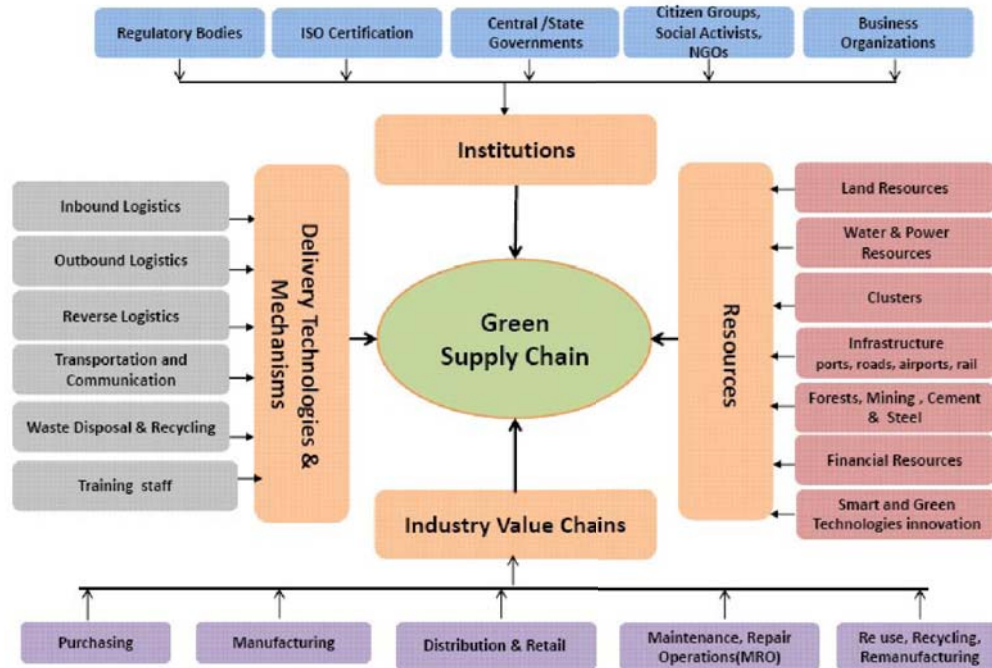 Regulatory Bodies
ISO Certification
Central /State
Governments
Citizen Groups,
Social Activists,
NGOs
Business
Organizations
Institutions
Inbound Logistics
Outbound Logistics
Reverse Logistics
Transportation and
Communication
Waste Disposal & Recycling
Training staff
Delivery Technologies &
Mechanisms
Green
Supply Chain
Resources
Land Resources
Water & Power
Resources
Clusters
Infrastructure
ports, roads, airports, rail
Forests, Mining , Cement
& Steel
Financial Resources
Smart and Green
Technologies innovation
Industry Value Chains
Purchasing
Manufacturing
Distribution & Retail
Maintenance, Repair
Operations(MRO)
Re use, Recycling,
Remanufacturing